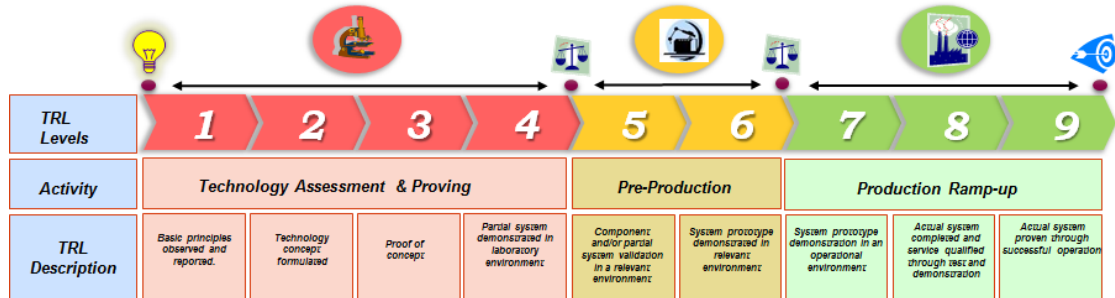 TRL
Levels
1 2 3 4 5 6 7 8 9
Activity
Technology Assessment & Proving
Pre-Production
Production Ramp-up
TRL
Description
Basic principles
observed and
reported.
Technology
concept
formulated
Proof of
concept
Partial system
demonstrated in
laboratory
environment
Component
and/or partial
system validation
in a relevant
environment
System prototype
demonstrated in
relevant
environment
System prototype
demonstration in an
operational
environment
Actual system
completed and
service qualified
through test and
demonstration
Actual system
proven through
successful operation